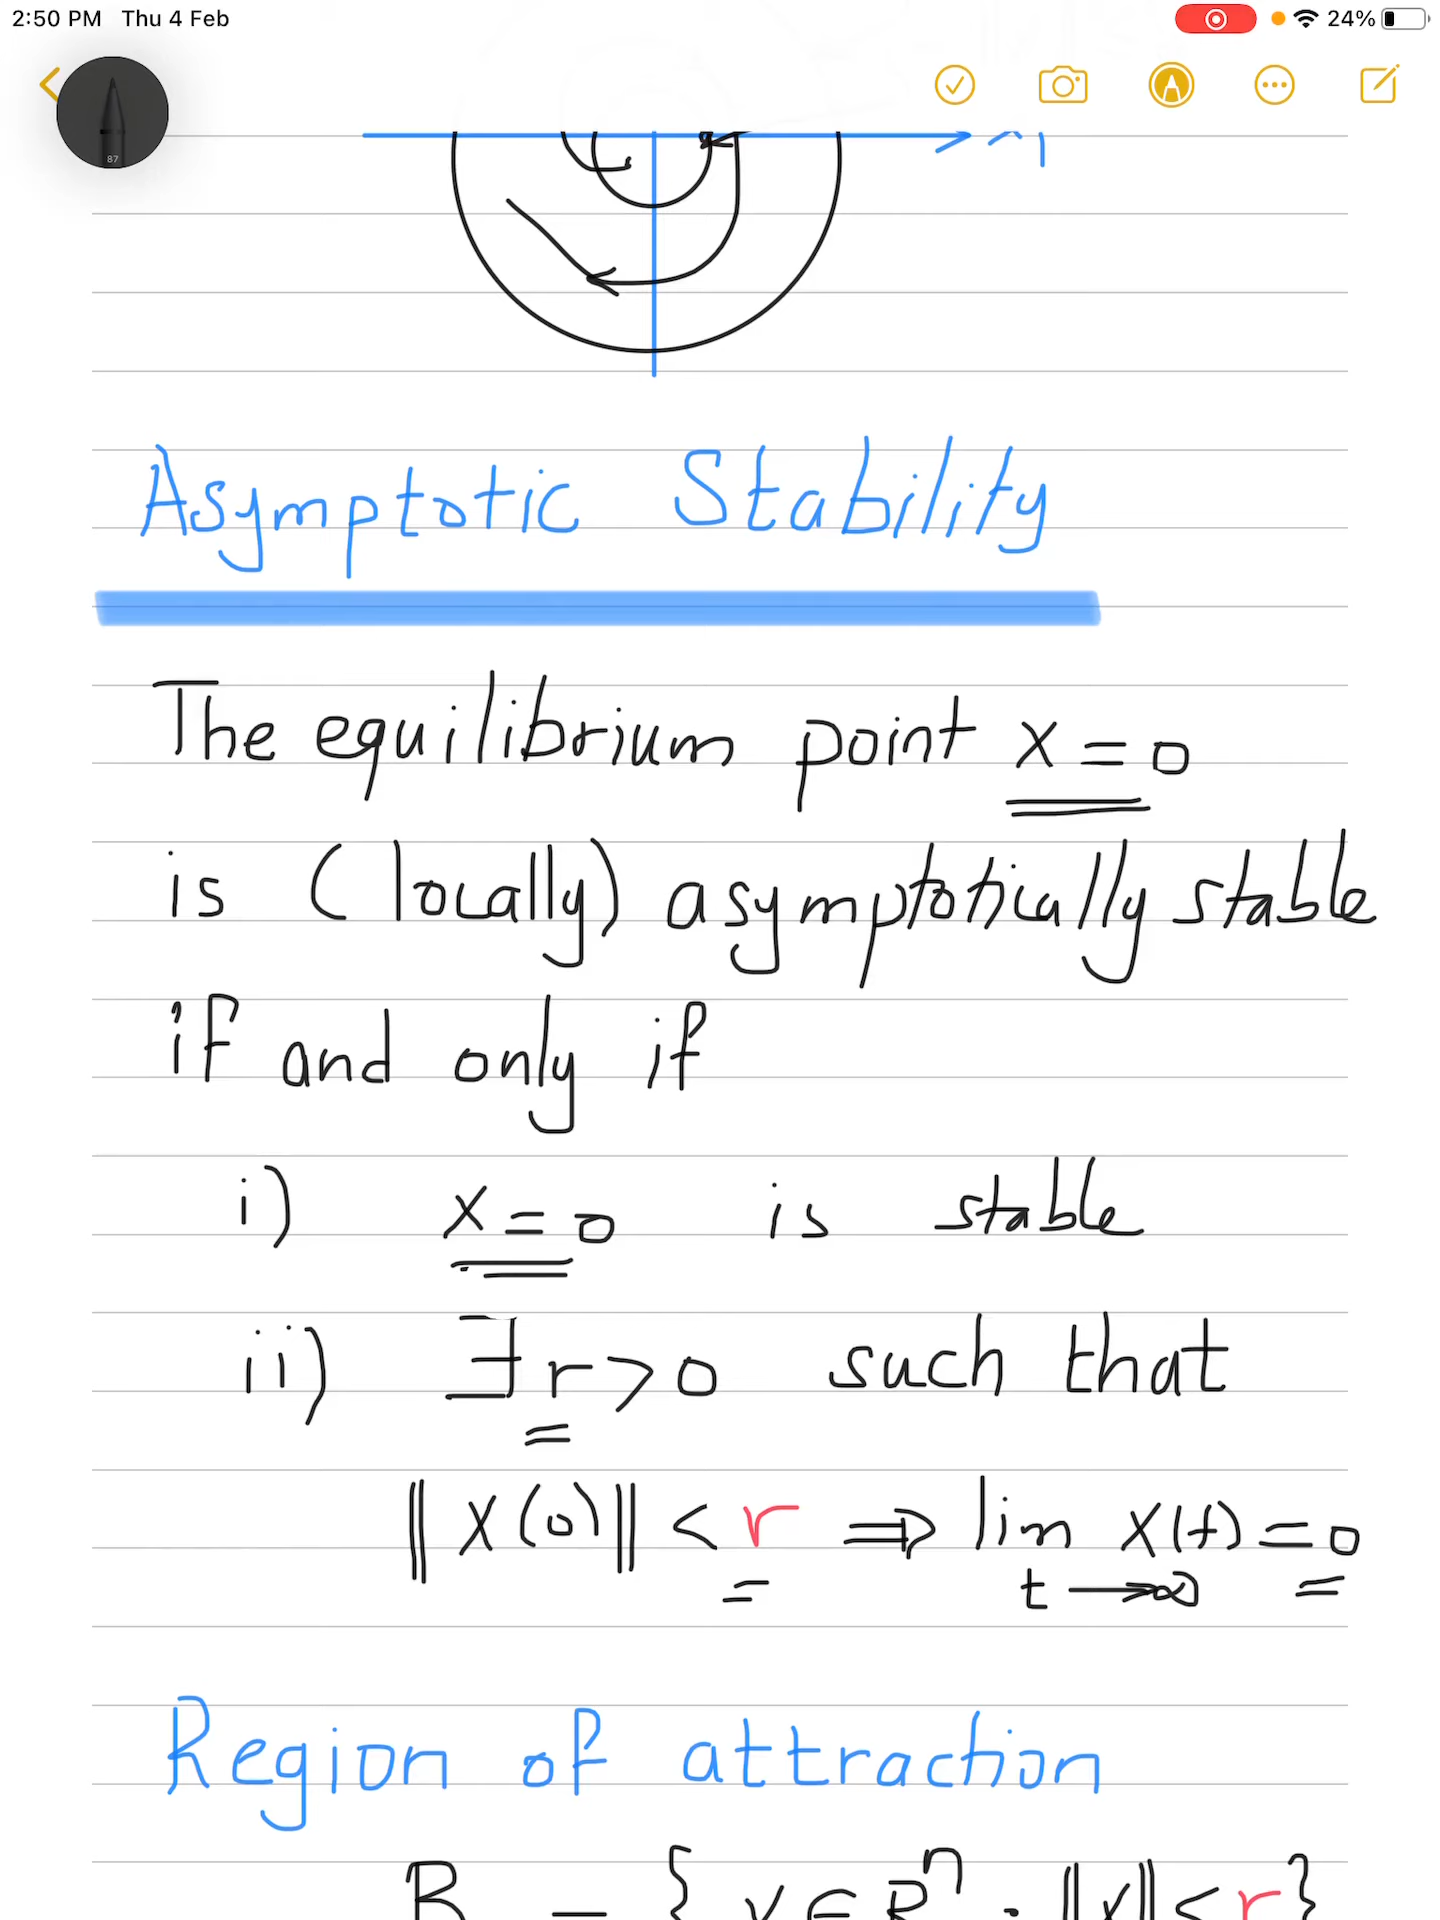 2:50 PM Thu 4 Feb
24%
87
Asymptotic Stability
The equilibrium point x=0
is (locally) asymptotically stable
if and only if
i) x=0 is stable
ii) ∃r>0 such that
||x(0)|| < r ⟹ lim x(t)=0
t→∞
Region of attraction